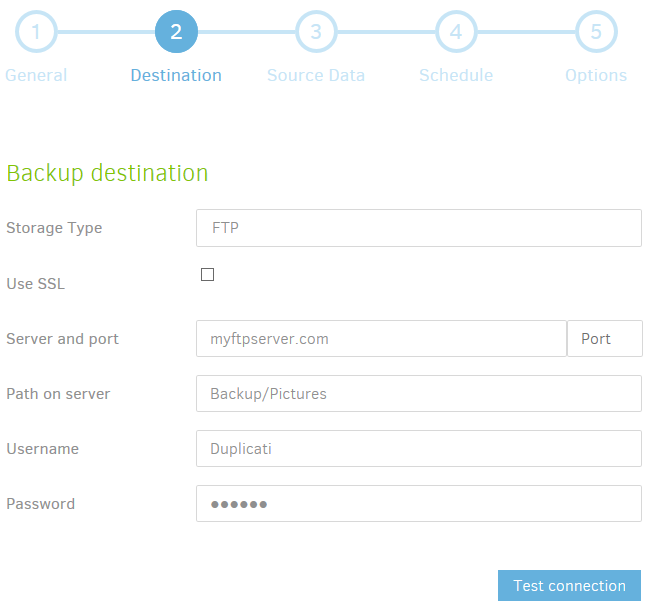 1 2 3 4 5
General Destination Source Data Schedule Options
Backup destination
Storage Type FTP
Use SSL
Server and port myftpserver.com Port
Path on server Backup/Pictures
Username Duplicati
Password ●●●●●●
Test connection